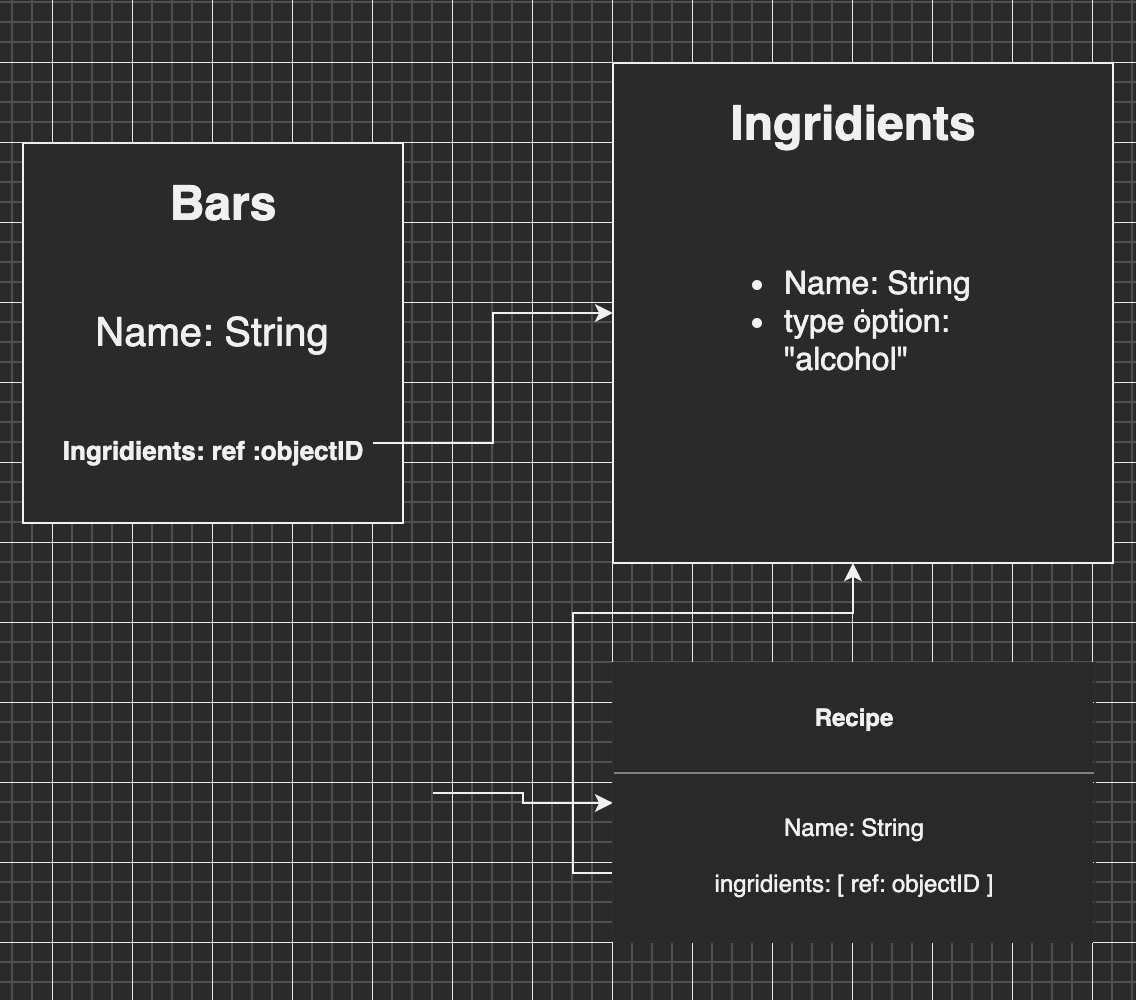 Bars
Name: String
Ingridients: ref :objectID
Ingridients
Name: String
type option:
"alcohol"
Recipe
Name: String
ingridients: [ ref: objectID ]